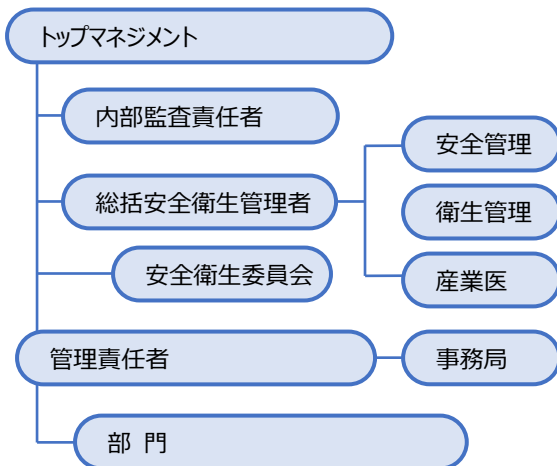 トップマネジメント
内部監査責任者
総括安全衛生管理者
安全管理
衛生管理
産業医
安全衛生委員会
管理責任者
事務局
部 門